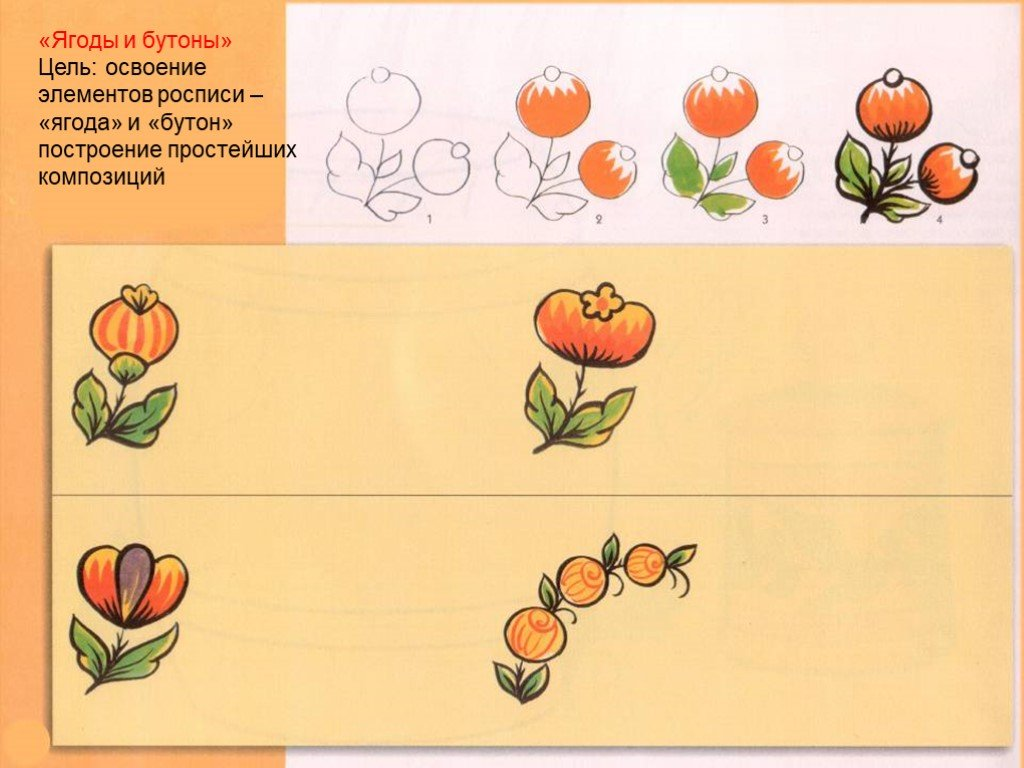 «Ягоды и бутоны»
Цель: освоение
элементов росписи –
«ягода» и «бутон»
построение простейших
композиций
1 2 3 4